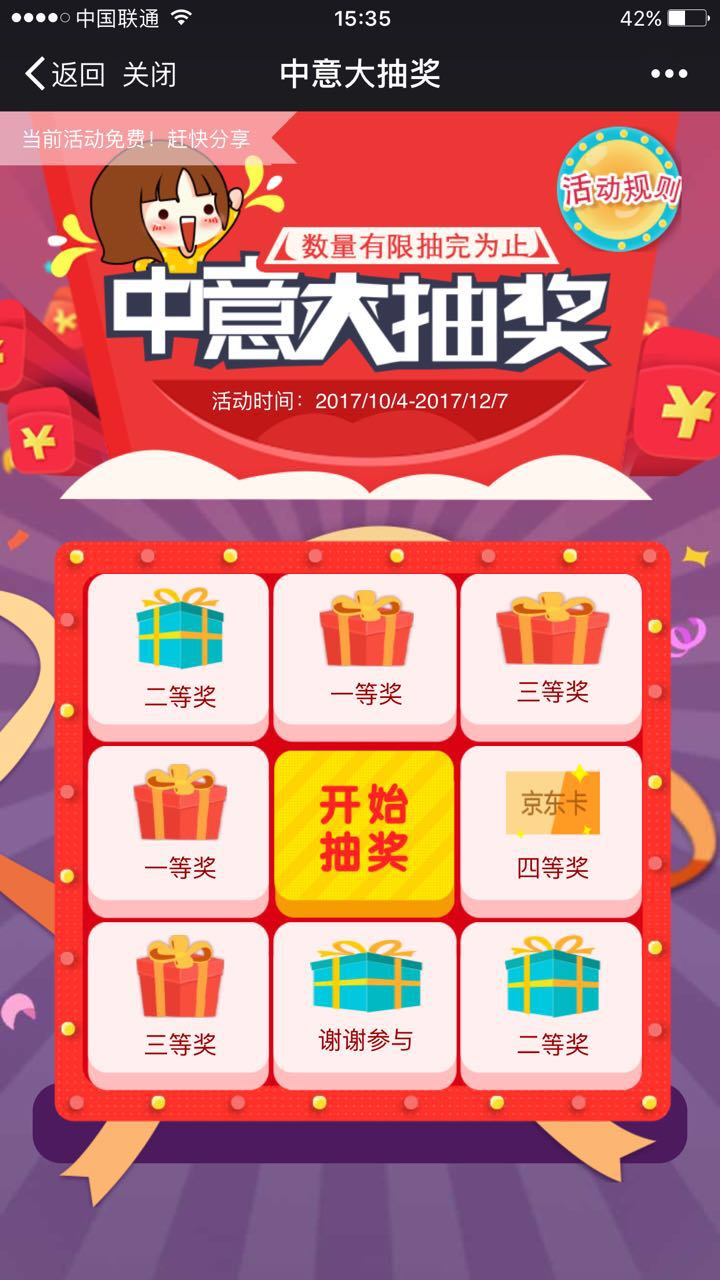 中国联通 15:35 42%
返回 关闭 中意大抽奖
当前活动免费！赶快分享
活动规则
数量有限抽完为止
中意大抽奖
活动时间：2017/10/4-2017/12/7
二等奖 一等奖 三等奖
一等奖 开始抽奖 京东卡 四等奖
三等奖 谢谢参与 二等奖